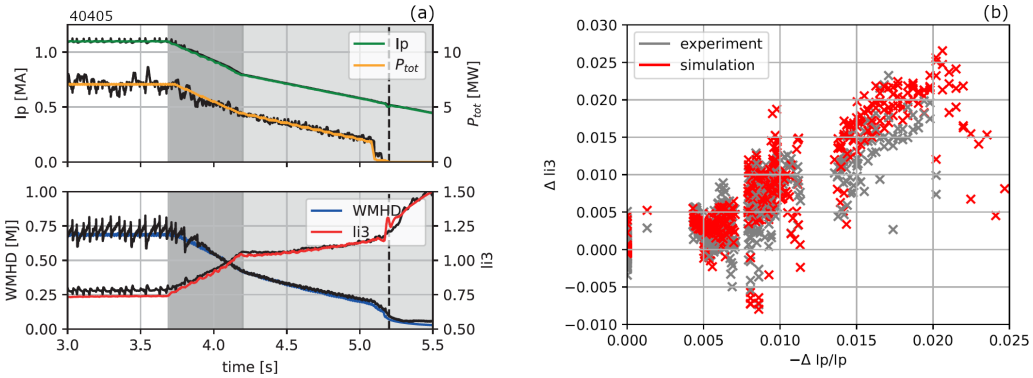 40405
(a)
Ip
P_tot
1.0
0.5
0.0
Ip [MA]
10
5
0
P_tot [MW]
WMHD
li3
1.00
0.75
0.50
0.25
0.00
WMHD [MJ]
1.50
1.25
1.00
0.75
0.50
li3
3.0 3.5 4.0 4.5 5.0 5.5
time [s]
(b)
experiment
simulation
0.030
0.025
0.020
0.015
0.010
0.005
0.000
−0.005
−0.010
Δ li3
0.000 0.005 0.010 0.015 0.020 0.025
−Δ Ip/Ip